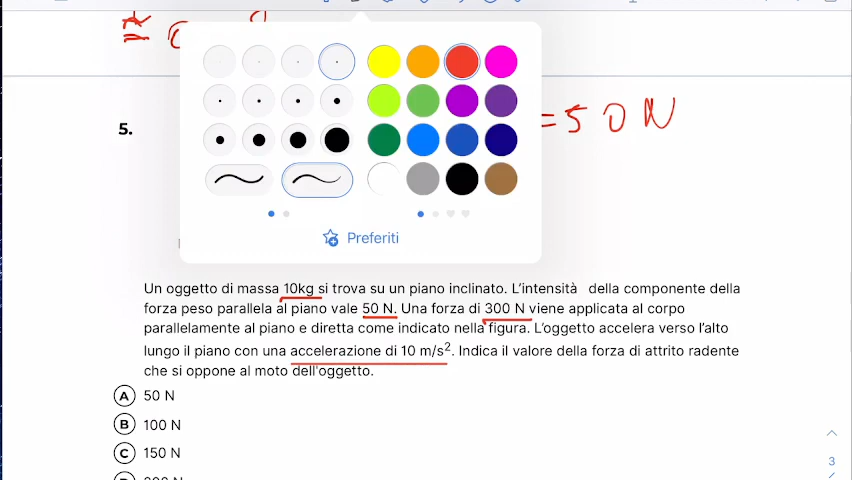 = 50 N
5.
Preferiti
Un oggetto di massa 10kg si trova su un piano inclinato. L'intensità della componente della
forza peso parallela al piano vale 50 N. Una forza di 300 N viene applicata al corpo
parallelamente al piano e diretta come indicato nella figura. L'oggetto accelera verso l'alto
lungo il piano con una accelerazione di 10 m/s². Indica il valore della forza di attrito radente
che si oppone al moto dell'oggetto.
A 50 N
B 100 N
C 150 N
3